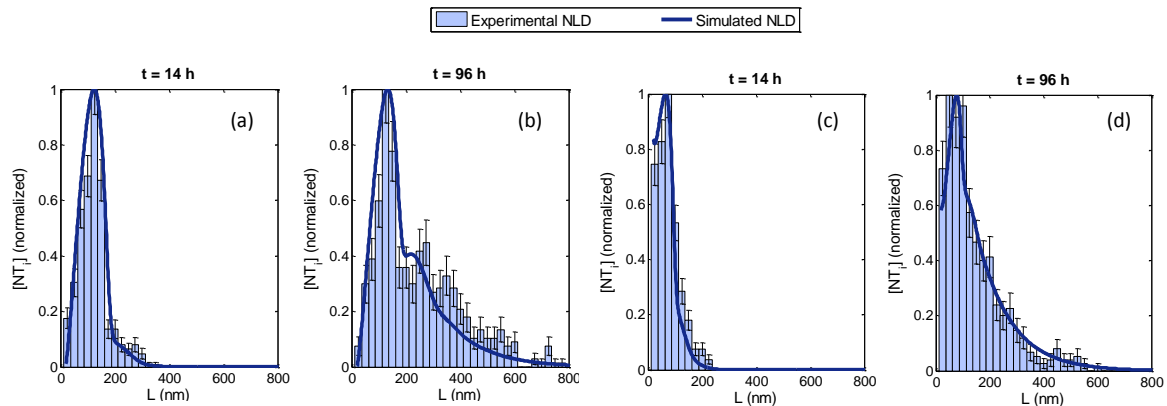 Experimental NLD Simulated NLD
t = 14 h
(a)
[NT_i] (normalized)
1
0.8
0.6
0.4
0.2
0
0 200 400 600 800
L (nm)
t = 96 h
(b)
[NT_i] (normalized)
1
0.8
0.6
0.4
0.2
0
0 200 400 600 800
L (nm)
t = 14 h
(c)
[NT_i] (normalized)
1
0.8
0.6
0.4
0.2
0
0 200 400 600 800
L (nm)
t = 96 h
(d)
[NT_i] (normalized)
1
0.8
0.6
0.4
0.2
0
0 200 400 600 800
L (nm)